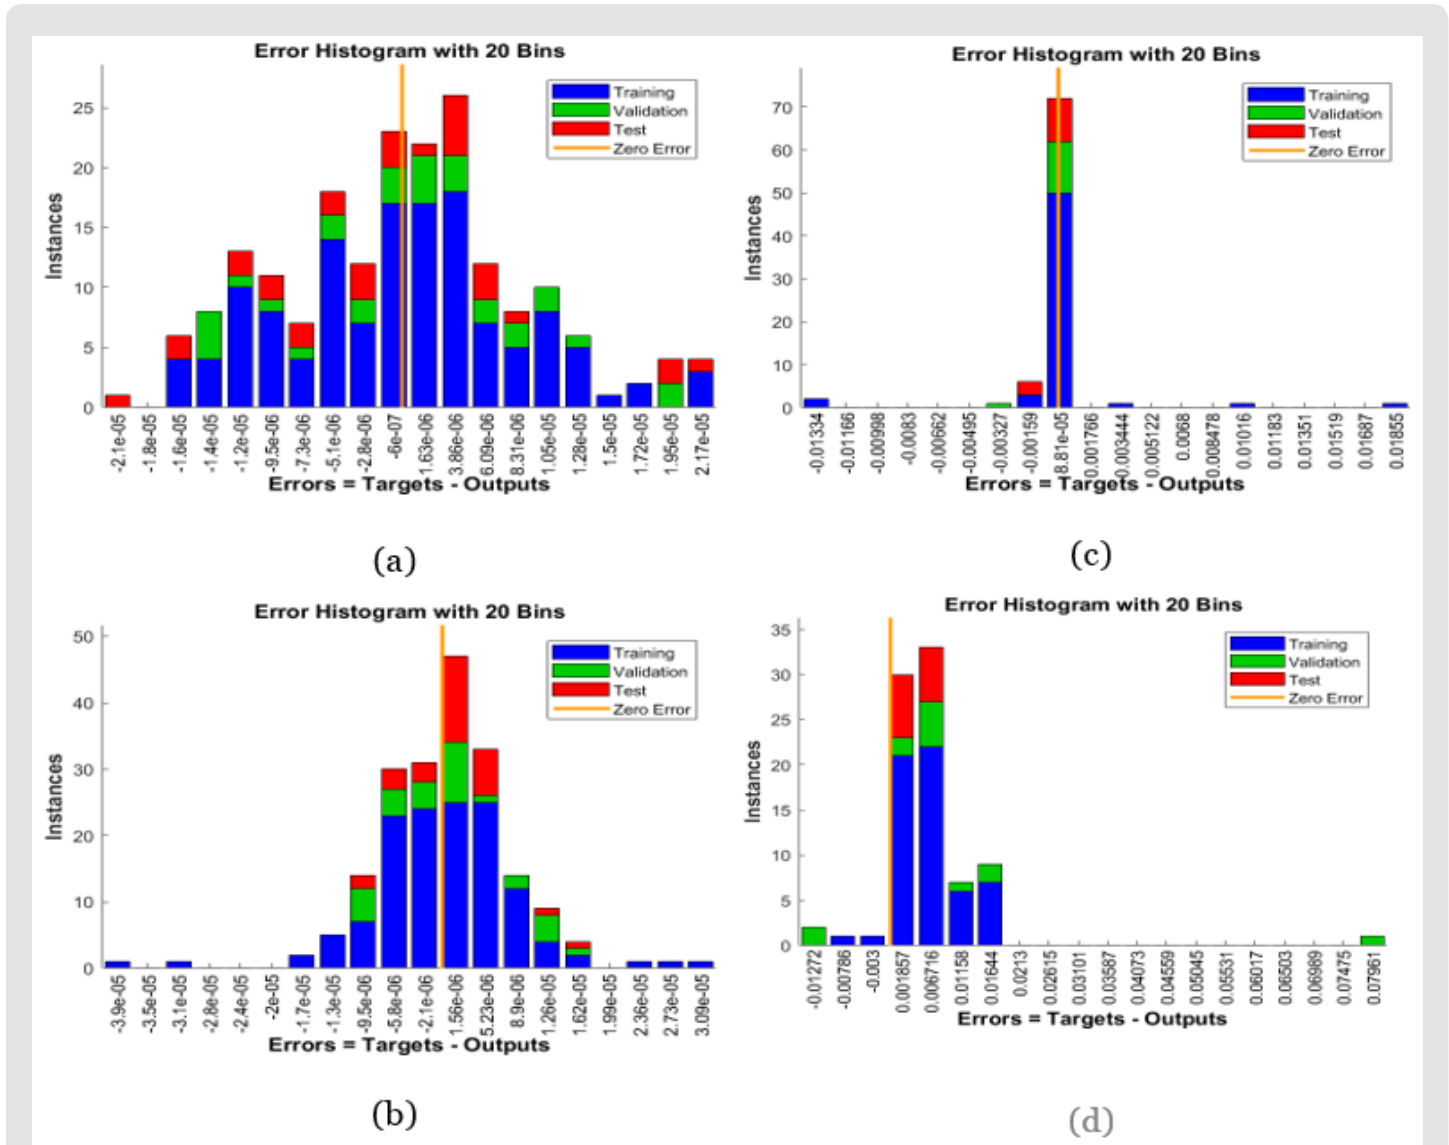 Error Histogram with 20 Bins
25
20
15
10
5
0
Instances
Training
Validation
Test
Zero Error
-2.1e-05
-1.8e-05
-1.6e-05
-1.4e-05
-1.2e-05
-9.5e-06
-7.3e-06
-5.1e-06
-2.8e-06
-6e-07
1.63e-06
3.86e-06
6.09e-06
8.31e-06
1.05e-05
1.28e-05
1.5e-05
1.72e-05
1.95e-05
2.17e-05
Errors = Targets - Outputs
(a)
Error Histogram with 20 Bins
70
60
50
40
30
20
10
0
Instances
Training
Validation
Test
Zero Error
-0.01334
-0.01166
-0.00998
-0.0083
-0.00662
-0.00495
-0.00327
-0.00159
8.81e-05
0.001766
0.003444
0.005122
0.0068
0.008478
0.01016
0.01183
0.01351
0.01519
0.01687
0.01855
Errors = Targets - Outputs
(c)
Error Histogram with 20 Bins
50
40
30
20
10
0
Instances
Training
Validation
Test
Zero Error
-3.9e-05
-3.5e-05
-3.1e-05
-2.8e-05
-2.4e-05
-2e-05
-1.7e-05
-1.3e-05
-9.5e-06
-5.8e-06
-2.1e-06
1.56e-06
5.23e-06
8.9e-06
1.26e-05
1.62e-05
1.99e-05
2.36e-05
2.73e-05
3.09e-05
Errors = Targets - Outputs
(b)
Error Histogram with 20 Bins
35
30
25
20
15
10
5
0
Instances
Training
Validation
Test
Zero Error
-0.01272
-0.00786
-0.003
0.001857
0.006716
0.01158
0.01644
0.0213
0.02615
0.03101
0.03587
0.04073
0.04559
0.05045
0.05531
0.06017
0.06503
0.06989
0.07475
0.07961
Errors = Targets - Outputs
(d)